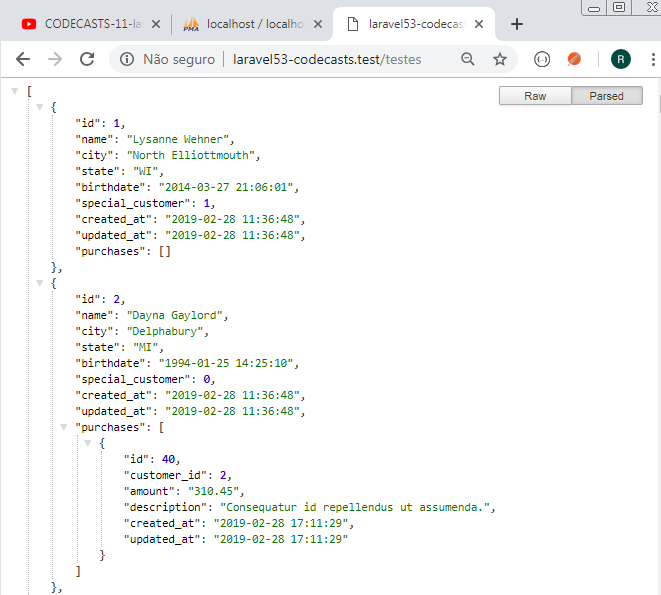 CODECASTS-11-la
PMA
localhost / localho
laravel53-codecast
Não seguro
laravel53-codecasts.test/testes
R
Raw
Parsed
[
{
"id": 1,
"name": "Lysanne Wehner",
"city": "North Elliottmouth",
"state": "WI",
"birthdate": "2014-03-27 21:06:01",
"special_customer": 1,
"created_at": "2019-02-28 11:36:48",
"updated_at": "2019-02-28 11:36:48",
"purchases": []
},
{
"id": 2,
"name": "Dayna Gaylord",
"city": "Delphabury",
"state": "MI",
"birthdate": "1994-01-25 14:25:10",
"special_customer": 0,
"created_at": "2019-02-28 11:36:48",
"updated_at": "2019-02-28 11:36:48",
"purchases": [
{
"id": 40,
"customer_id": 2,
"amount": "310.45",
"description": "Consequatur id repellendus ut assumenda.",
"created_at": "2019-02-28 17:11:29",
"updated_at": "2019-02-28 17:11:29"
}
]
},